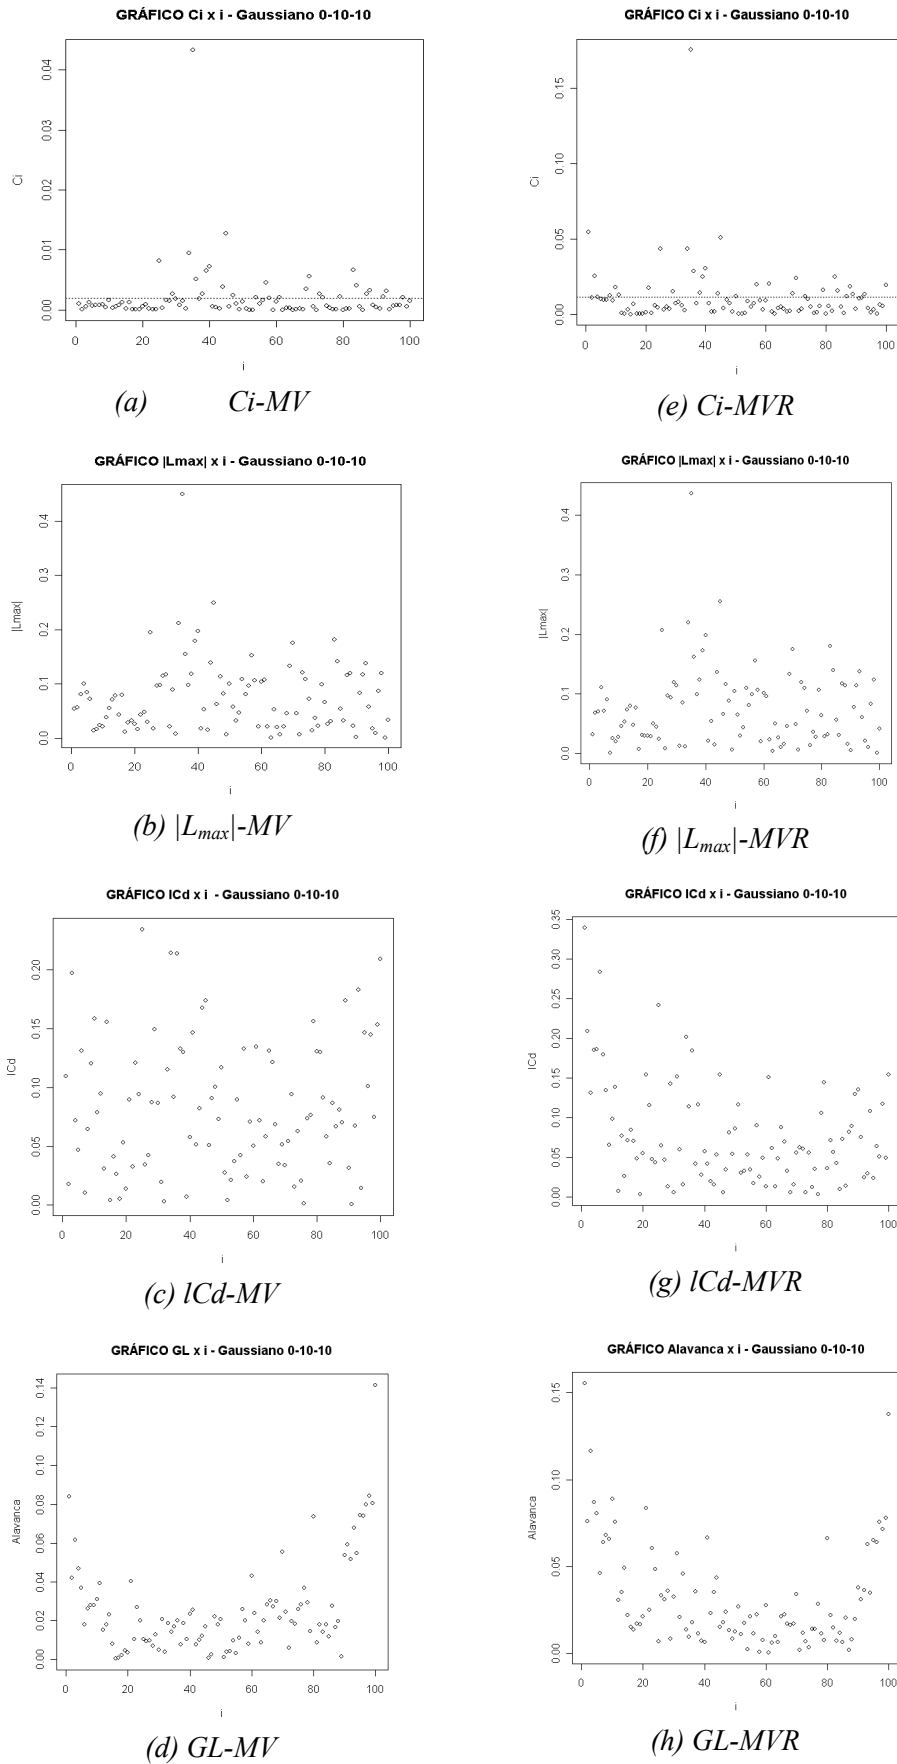 GRÁFICO Ci x i - Gaussiano 0-10-10
0.04
0.03
0.02
0.01
0.00
Ci
0 20 40 60 80 100
i
(a) Ci-MV
GRÁFICO Ci x i - Gaussiano 0-10-10
0.15
0.10
0.05
0.00
Ci
0 20 40 60 80 100
i
(e) Ci-MVR
GRÁFICO |Lmax| x i - Gaussiano 0-10-10
0.4
0.3
0.2
0.1
0.0
|Lmax|
0 20 40 60 80 100
i
(b) |Lmax|-MV
GRÁFICO |Lmax| x i - Gaussiano 0-10-10
0.4
0.3
0.2
0.1
0.0
|Lmax|
0 20 40 60 80 100
i
(f) |Lmax|-MVR
GRÁFICO ICd x i - Gaussiano 0-10-10
0.20
0.15
0.10
0.05
0.00
ICd
0 20 40 60 80 100
i
(c) lCd-MV
GRÁFICO ICd x i - Gaussiano 0-10-10
0.35
0.30
0.25
0.20
0.15
0.10
0.05
0.00
ICd
0 20 40 60 80 100
i
(g) lCd-MVR
GRÁFICO GL x i - Gaussiano 0-10-10
0.14
0.12
0.10
0.08
0.06
0.04
0.02
0.00
Alavanca
0 20 40 60 80 100
i
(d) GL-MV
GRÁFICO Alavanca x i - Gaussiano 0-10-10
0.15
0.10
0.05
0.00
Alavanca
0 20 40 60 80 100
i
(h) GL-MVR